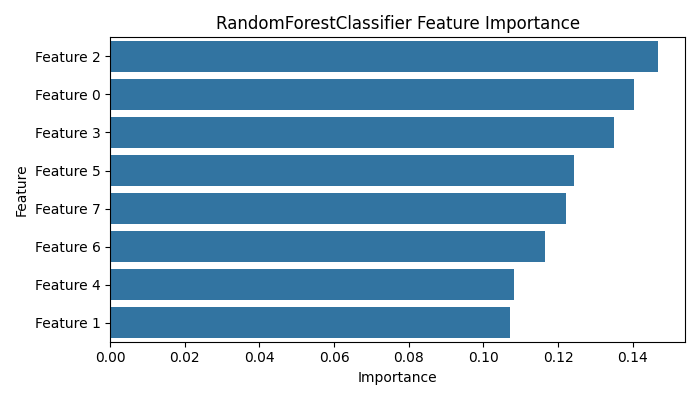 RandomForestClassifier Feature Importance
Feature
Feature 2
Feature 0
Feature 3
Feature 5
Feature 7
Feature 6
Feature 4
Feature 1
0.00 0.02 0.04 0.06 0.08 0.10 0.12 0.14
Importance